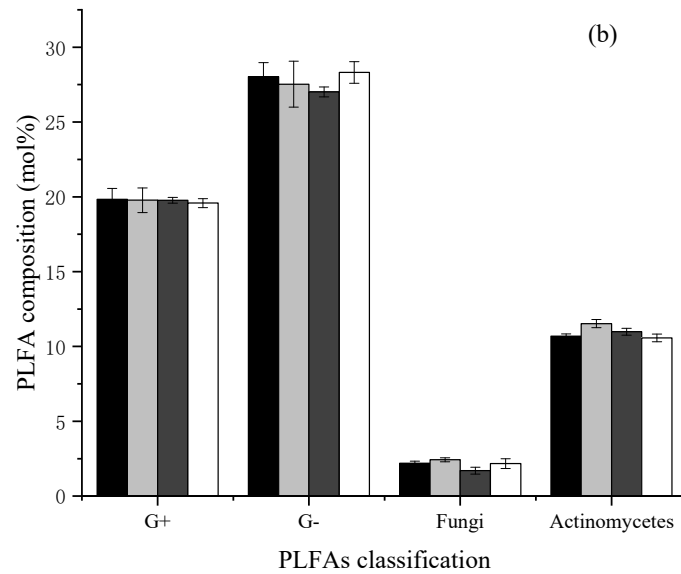 (b)
PLFA composition (mol%)
30
25
20
15
10
5
0
G+ G- Fungi Actinomycetes
PLFAs classification